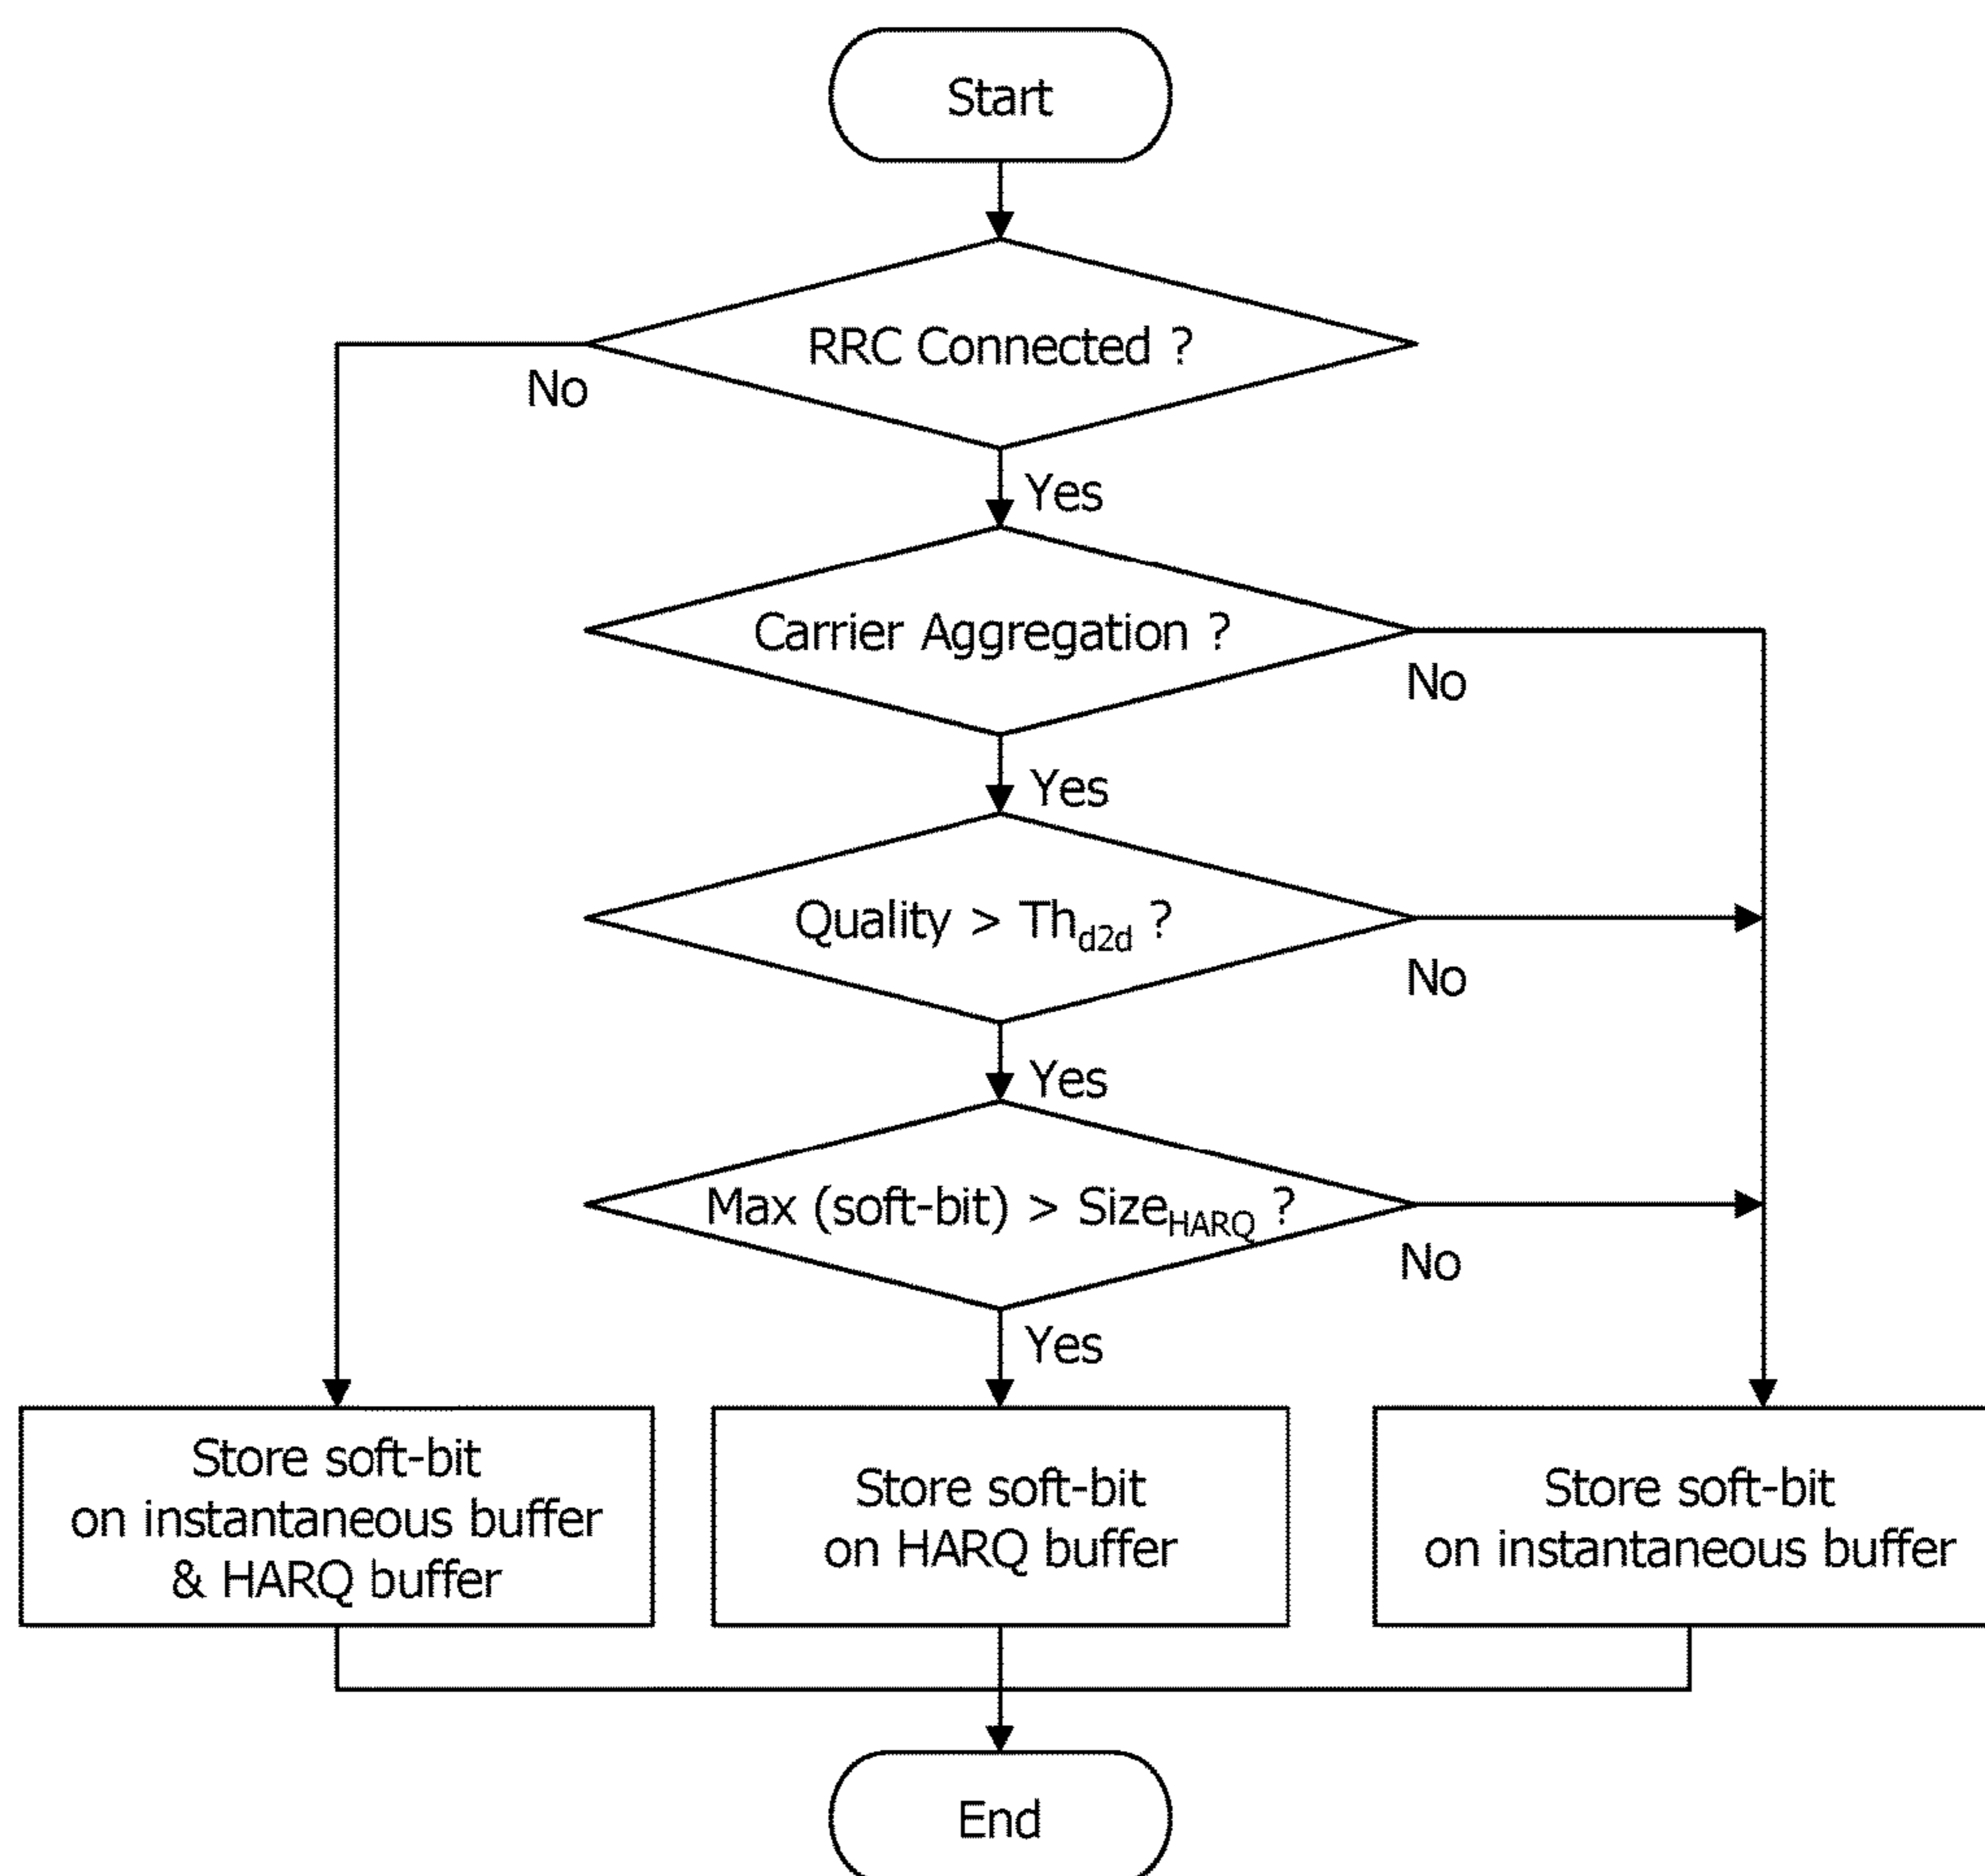 Start
RRC Connected ?
No
Yes
Carrier Aggregation ?
No
Yes
Quality > Th_d2d ?
No
Yes
Max (soft-bit) > Size_HARQ ?
No
Yes
Store soft-bit
on instantaneous buffer
& HARQ buffer
Store soft-bit
on HARQ buffer
Store soft-bit
on instantaneous buffer
End